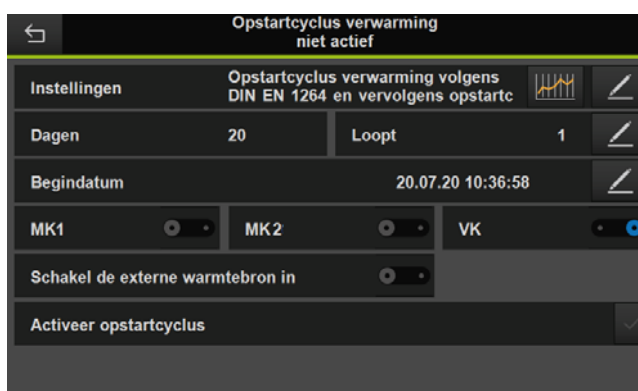 Opstartcyclus verwarming
niet actief
Instellingen
Opstartcyclus verwarming volgens
DIN EN 1264 en vervolgens opstartc
Dagen 20 Loopt 1
Begindatum 20.07.20 10:36:58
MK1 MK2 VK
Schakel de externe warmtebron in
Activeer opstartcyclus